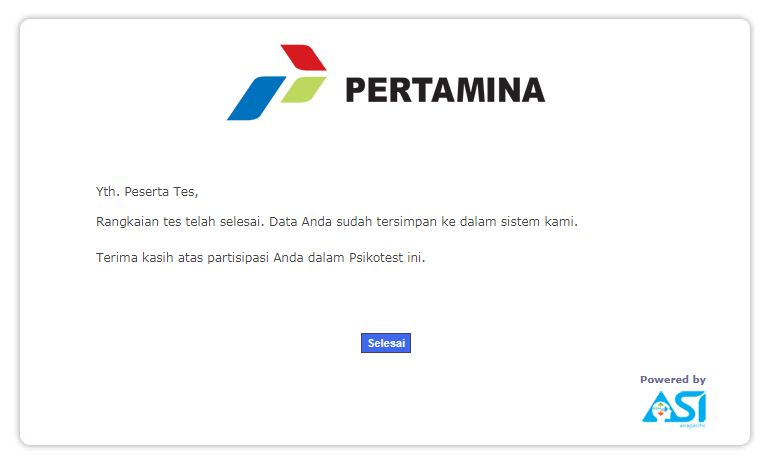 PERTAMINA
Yth. Peserta Tes,
Rangkaian tes telah selesai. Data Anda sudah tersimpan ke dalam sistem kami.
Terima kasih atas partisipasi Anda dalam Psikotest ini.
Selesai
Powered by
ASI
asiapacific